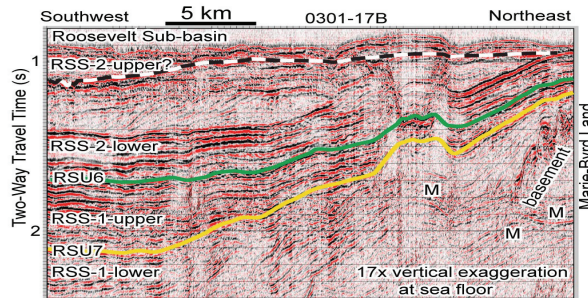 Southwest
5 km
0301-17B
Northeast
Roosevelt Sub-basin
1
RSS-2-upper?
Two-Way Travel Time (s)
RSS-2-lower
RSU6
RSS-1-upper
2
RSU7
RSS-1-lower
M
M
M
basement
Marie Byrd Land
17x vertical exaggeration
at sea floor